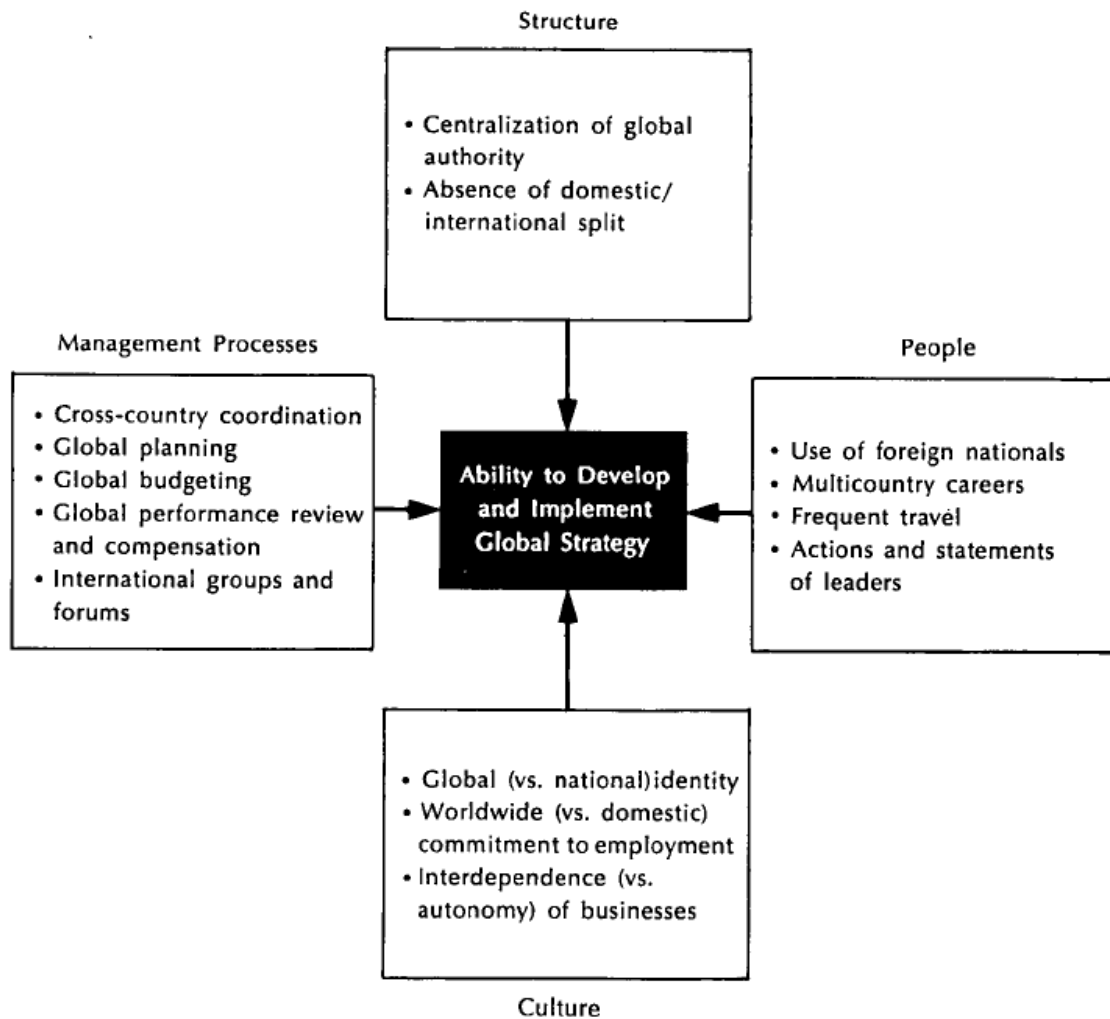 Structure
• Centralization of global
authority
• Absence of domestic/
international split
Management Processes
• Cross-country coordination
• Global planning
• Global budgeting
• Global performance review
and compensation
• International groups and
forums
Ability to Develop
and Implement
Global Strategy
People
• Use of foreign nationals
• Multicountry careers
• Frequent travel
• Actions and statements
of leaders
• Global (vs. national)identity
• Worldwide (vs. domestic)
commitment to employment
• Interdependence (vs.
autonomy) of businesses
Culture